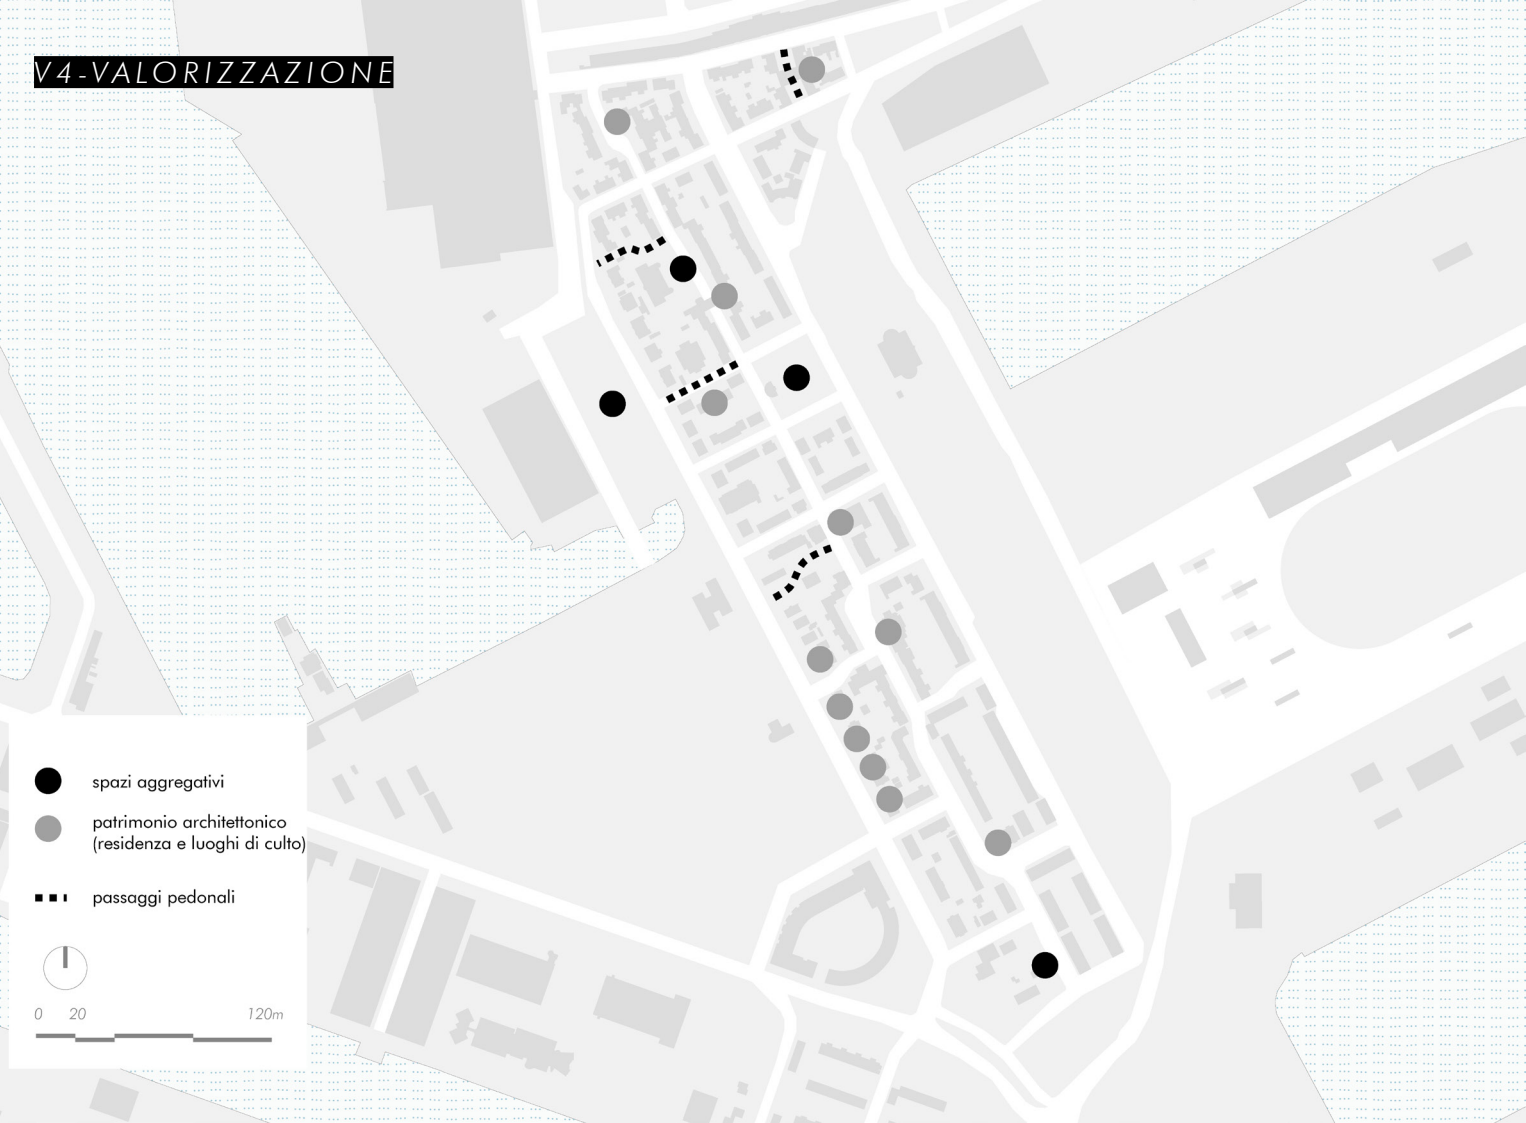 V4-VALORIZZAZIONE
spazi aggregativi
patrimonio architettonico
(residenza e luoghi di culto)
passaggi pedonali
0 20 120m